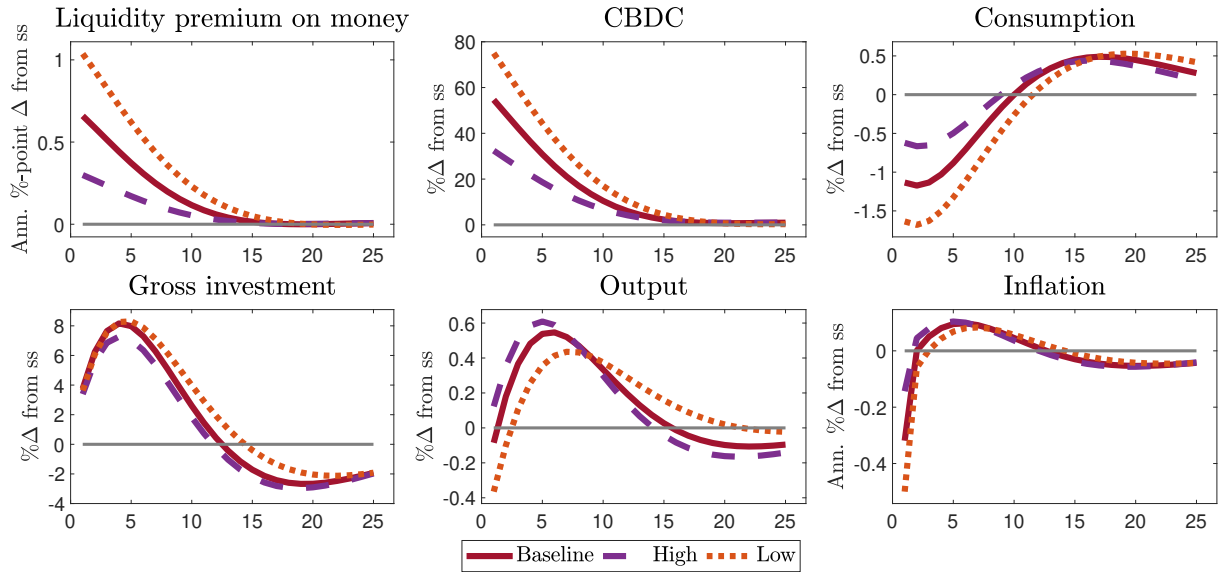 Liquidity premium on money
Ann. %-point Δ from ss
1
0.5
0
0 5 10 15 20 25
CBDC
%Δ from ss
80
60
40
20
0
0 5 10 15 20 25
Consumption
%Δ from ss
0.5
0
-0.5
-1
-1.5
0 5 10 15 20 25
Gross investment
%Δ from ss
8
6
4
2
0
-2
-4
0 5 10 15 20 25
Output
%Δ from ss
0.6
0.4
0.2
0
-0.2
-0.4
0 5 10 15 20 25
Inflation
Ann. %Δ from ss
0
-0.2
-0.4
0 5 10 15 20 25
Baseline High Low